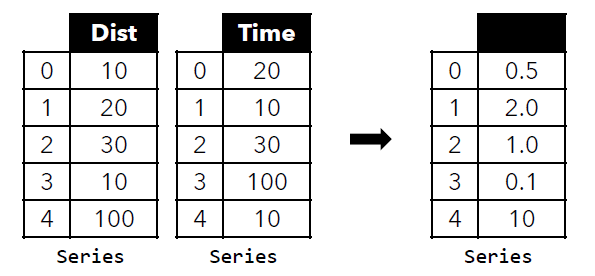 Dist Time
0 10 0 20 0 0.5
1 20 1 10 1 2.0
2 30 2 30 2 1.0
3 10 3 100 3 0.1
4 100 4 10 4 10
Series Series Series